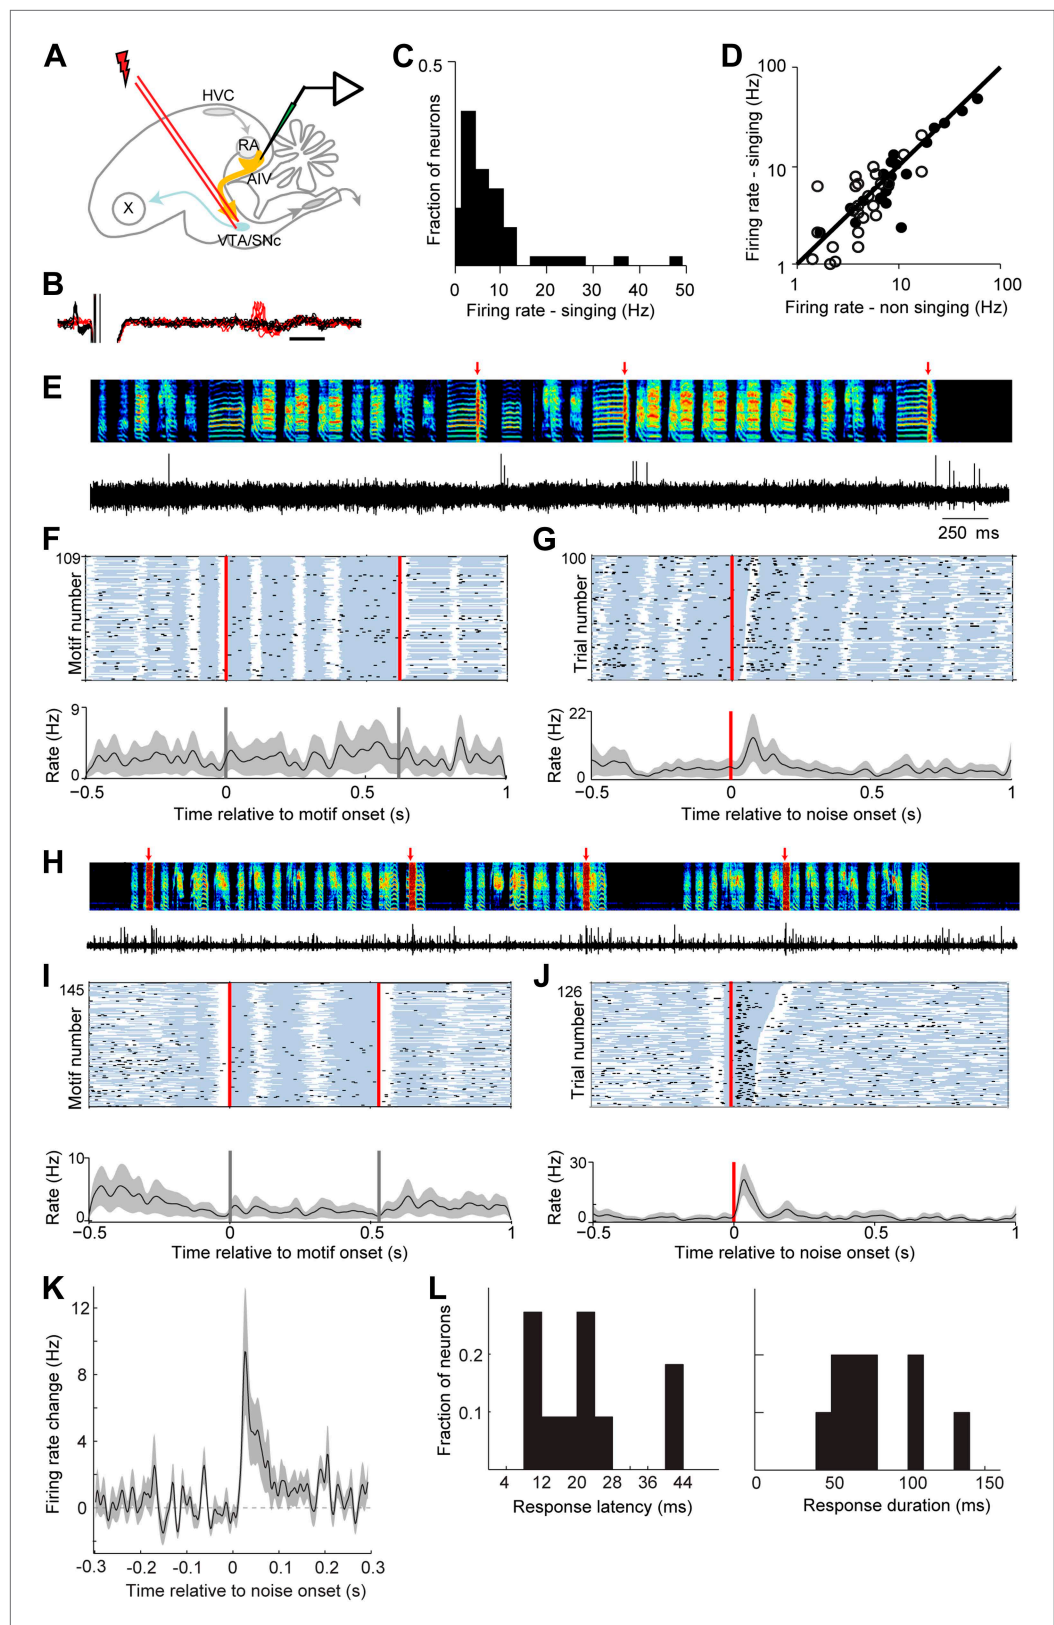 A
HVC
RA
AIV
X
VTA/SNc
B
C
0.5
Fraction of neurons
0 10 20 30 40 50
Firing rate - singing (Hz)
D
100
10
1
Firing rate - singing (Hz)
1 10 100
Firing rate - non singing (Hz)
E
250 ms
F
109
Motif number
9
0
Rate (Hz)
−0.5 0 0.5 1
Time relative to motif onset (s)
G
100
Trial number
22
0
Rate (Hz)
−0.5 0 0.5 1
Time relative to noise onset (s)
H
I
145
Motif number
10
0
Rate (Hz)
−0.5 0 0.5 1
Time relative to motif onset (s)
J
126
Trial number
30
0
Rate (Hz)
−0.5 0 0.5 1
Time relative to noise onset (s)
K
12
8
4
0
Firing rate change (Hz)
-0.3 -0.2 -0.1 0 0.1 0.2 0.3
Time relative to noise onset (s)
L
0.2
0.1
Fraction of neurons
4 12 20 28 36 44
Response latency (ms)
0 50 100 150
Response duration (ms)